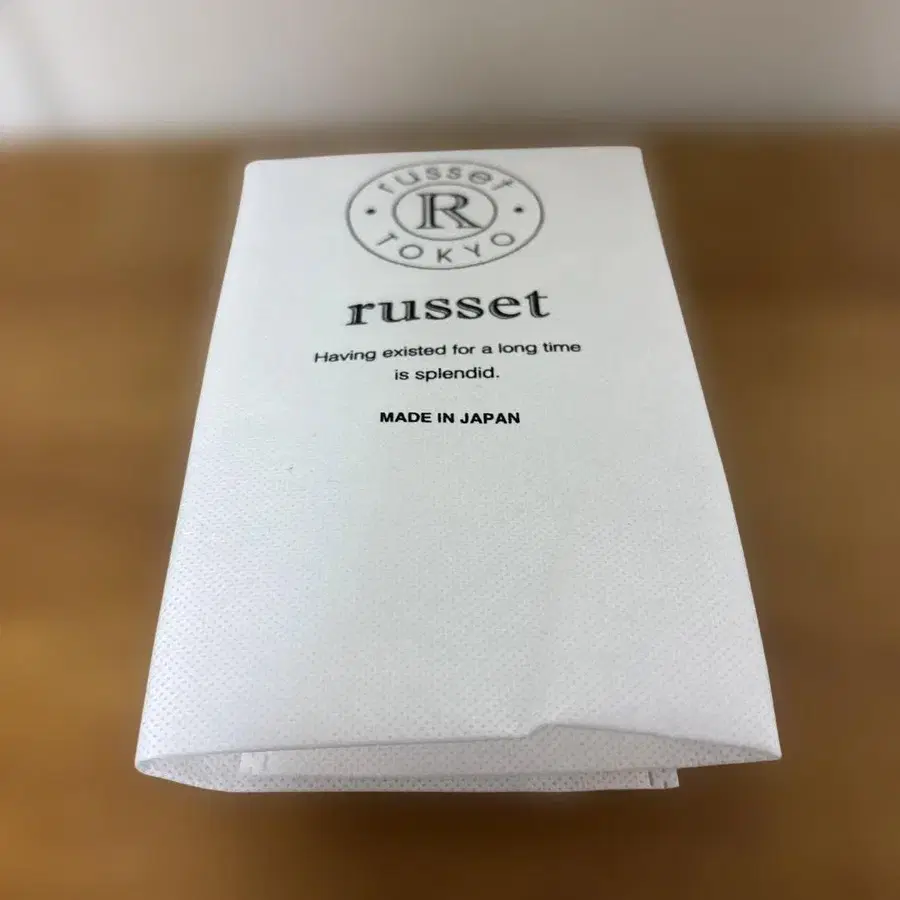 russet
R
TOKYO
russet
Having existed for a long time
is splendid.
MADE IN JAPAN